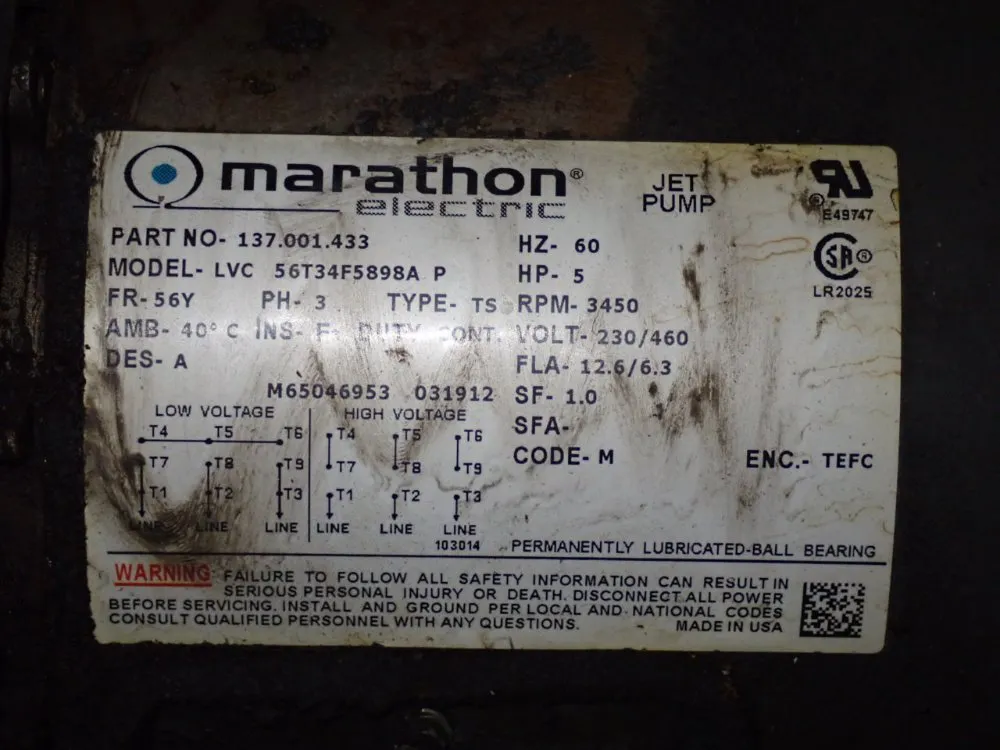 marathon®
electric
JET
PUMP
E49747
LR2025
PART NO- 137.001.433
MODEL- LVC 56T34F5898A P
FR- 56Y PH- 3 TYPE- TS
AMB- 40° C INS- F- DUTY CONT.
DES- A
M65046953 031912
HZ- 60
HP- 5
RPM- 3450
VOLT- 230/460
FLA- 12.6/6.3
SF- 1.0
SFA-
CODE- M
ENC.- TEFC
LOW VOLTAGE
T4 T5 T6
T7 T8 T9
T1 T2 T3
LINE LINE LINE
HIGH VOLTAGE
T4 T5 T6
T7 T8 T9
T1 T2 T3
LINE LINE LINE
103014
PERMANENTLY LUBRICATED-BALL BEARING
WARNING FAILURE TO FOLLOW ALL SAFETY INFORMATION CAN RESULT IN
SERIOUS PERSONAL INJURY OR DEATH. DISCONNECT ALL POWER
BEFORE SERVICING. INSTALL AND GROUND PER LOCAL AND NATIONAL CODES
CONSULT QUALIFIED PERSONNEL WITH ANY QUESTIONS. MADE IN USA